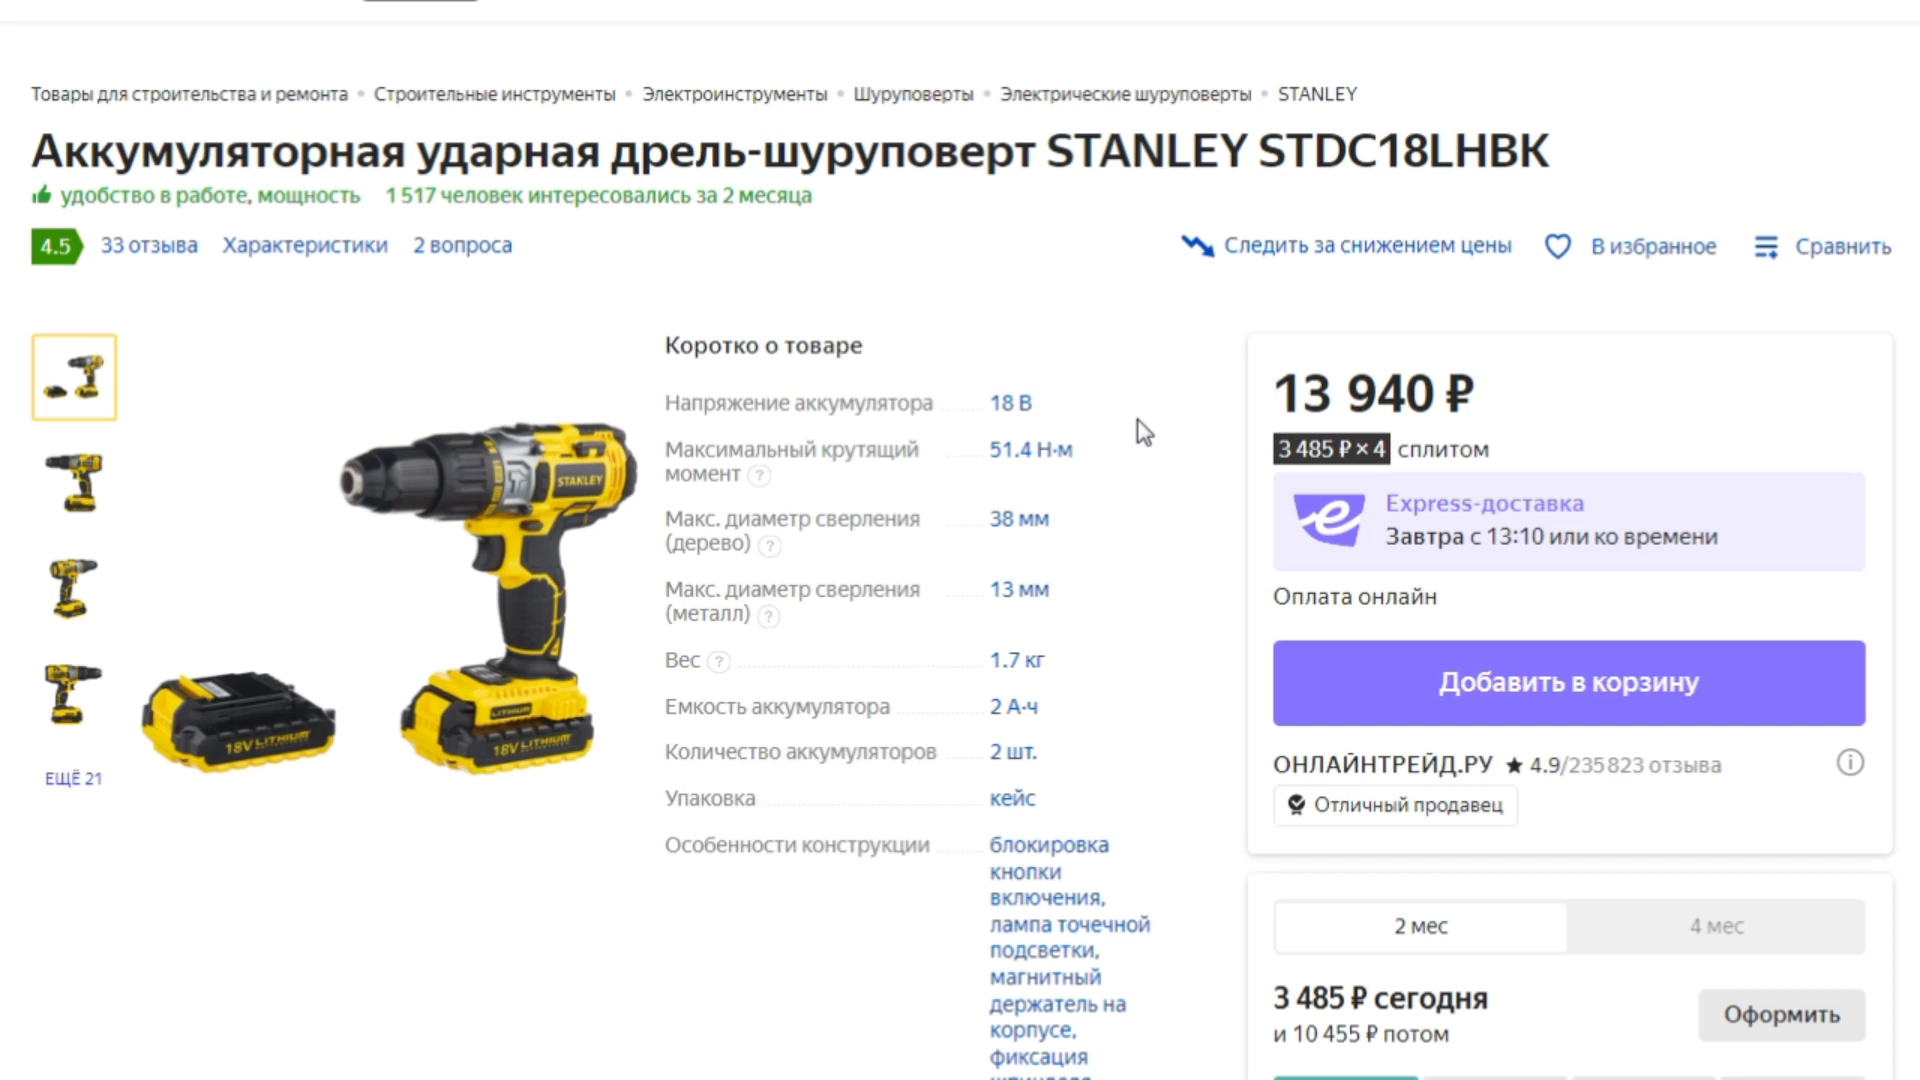 Товары для строительства и ремонта • Строительные инструменты • Электроинструменты • Шуруповерты • Электрические шуруповерты • STANLEY
Аккумуляторная ударная дрель-шуруповерт STANLEY STDC18LHBK
удобство в работе, мощность 1 517 человек интересовались за 2 месяца
4.5 33 отзыва Характеристики 2 вопроса
Следить за снижением цены В избранное Сравнить
STANLEY
LITHIUM
18V LITHIUM
18V LITHIUM
ЕЩЁ 21
Коротко о товаре
Напряжение аккумулятора 18 В
Максимальный крутящий 51.4 Н·м
момент ?
Макс. диаметр сверления 38 мм
(дерево) ?
Макс. диаметр сверления 13 мм
(металл) ?
Вес ? 1.7 кг
Емкость аккумулятора 2 А·ч
Количество аккумуляторов 2 шт.
Упаковка кейс
Особенности конструкции блокировка
кнопки
включения,
лампа точечной
подсветки,
магнитный
держатель на
корпусе,
фиксация
13 940 ₽
3 485 ₽ × 4 сплитом
Express-доставка
Завтра с 13:10 или ко времени
Оплата онлайн
Добавить в корзину
ОНЛАЙНТРЕЙД.РУ ★ 4.9/235 823 отзыва
Отличный продавец
2 мес 4 мес
3 485 ₽ сегодня
и 10 455 ₽ потом
Оформить